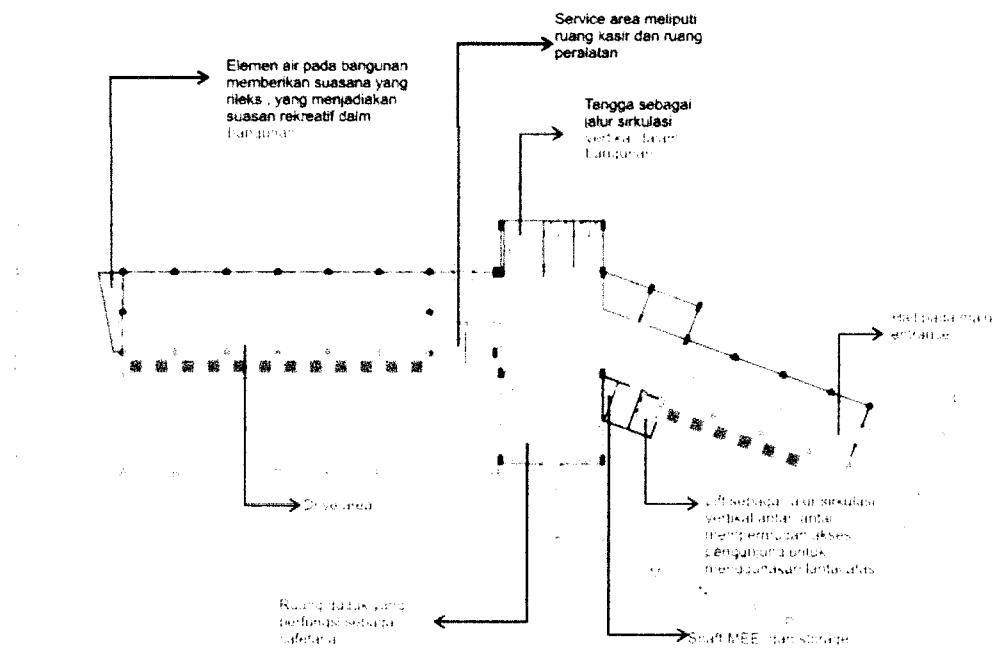 Service area meliputi
ruang kasir dan ruang
peralatan
Elemen air pada bangunan
memberikan suasana yang
rileks , yang menjadiakan
suasan rekreatif dalm
bangunan
Tangga sebagai
jalur sirkulasi
vertikal dalam
bangunan
Hall pada main
entrance
Drive area
Lift sebagai jalur sirkulasi
vertikal antar lantai
mempermudah akses
pengunjung untuk
menggunakan lantai atas
Ruang duduk yang
berfungsi sebagai
cafetaria
Shaft MEE dan storage